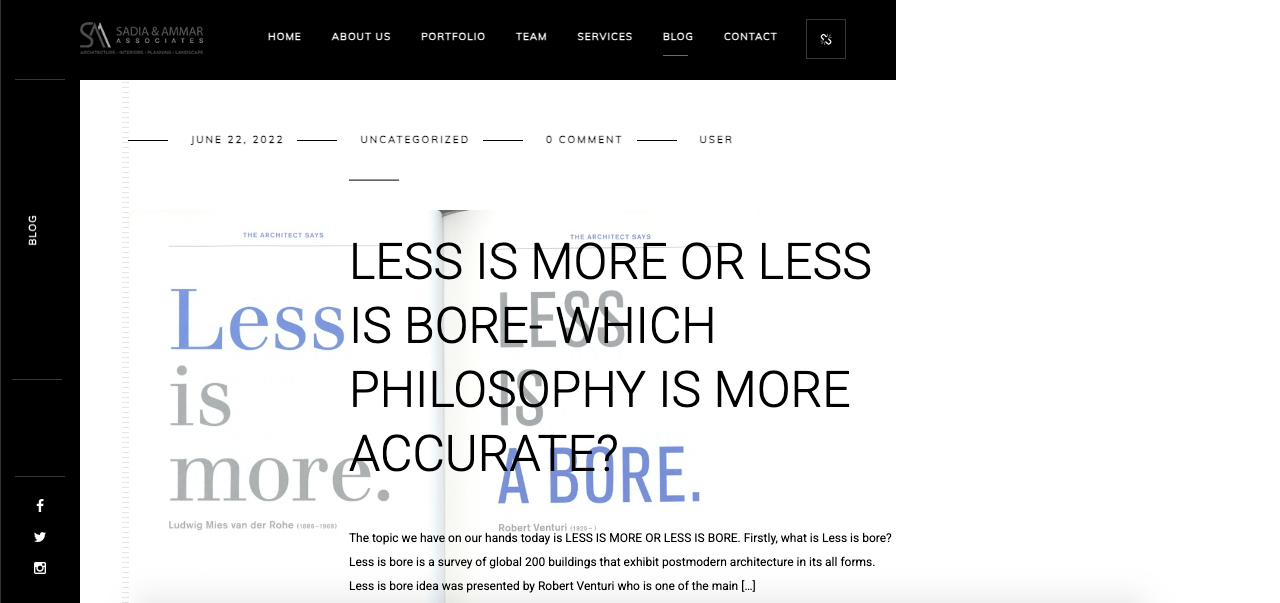 SADIA & AMMAR
ASSOCIATES
ARCHITECTURE · INTERIORS · PLANNING · LANDSCAPE
HOME
ABOUT US
PORTFOLIO
TEAM
SERVICES
BLOG
CONTACT
BLOG
JUNE 22, 2022
UNCATEGORIZED
0 COMMENT
USER
THE ARCHITECT SAYS
Less
is
more.
Ludwig Mies van der Rohe (1886–1969)
THE ARCHITECT SAYS
LESS
IS
A BORE.
Robert Venturi (1925– )
LESS IS MORE OR LESS
IS BORE- WHICH
PHILOSOPHY IS MORE
ACCURATE?
The topic we have on our hands today is LESS IS MORE OR LESS IS BORE. Firstly, what is Less is bore?
Less is bore is a survey of global 200 buildings that exhibit postmodern architecture in its all forms.
Less is bore idea was presented by Robert Venturi who is one of the main [...]